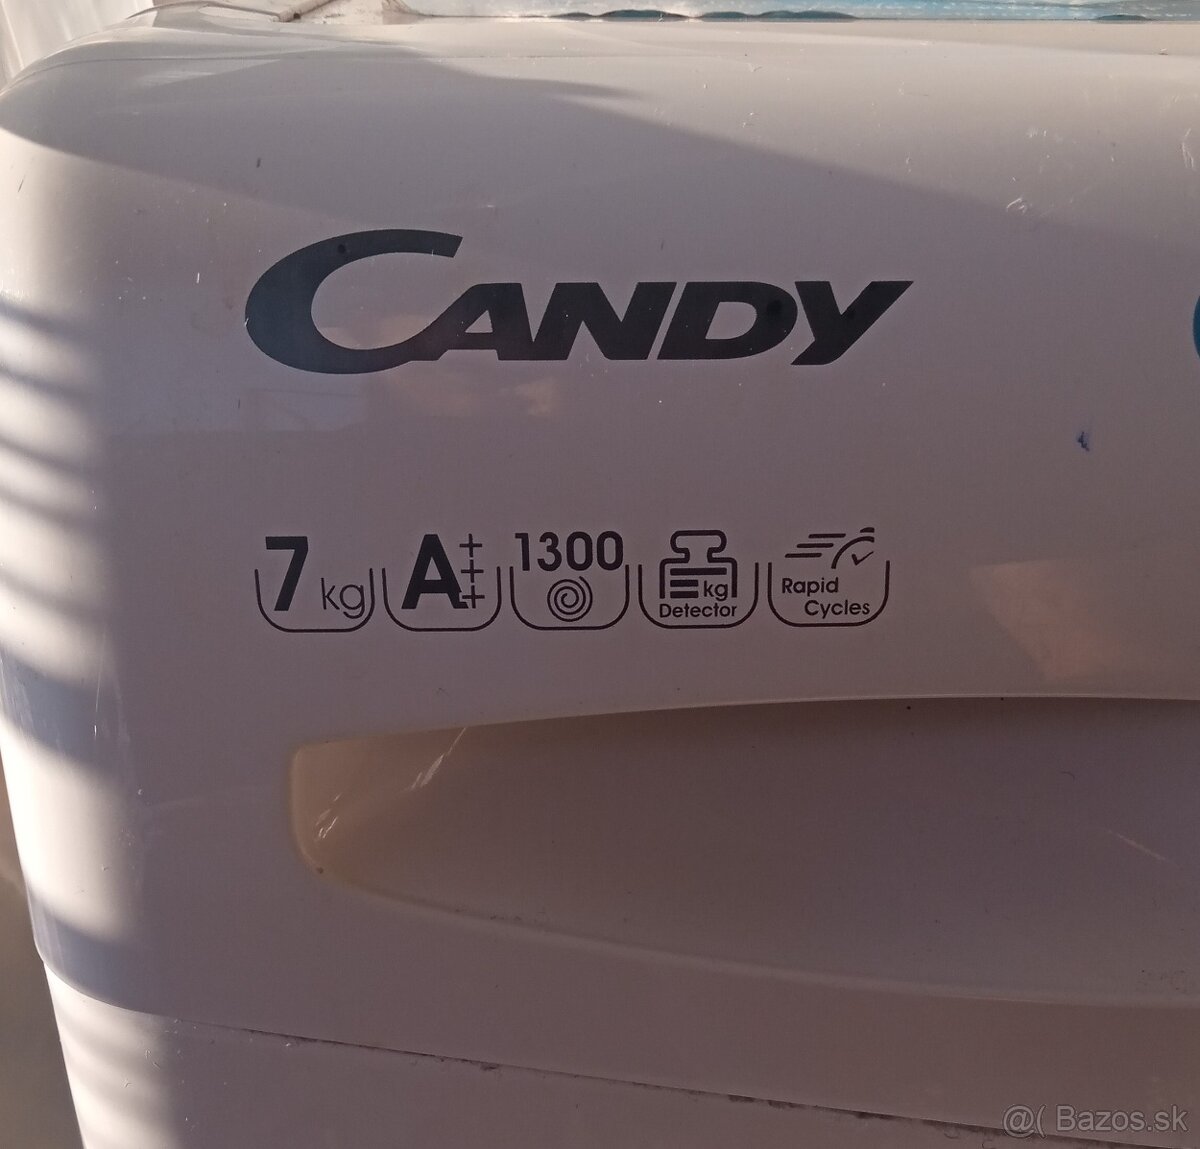 CANDY
7 kg A+++ 1300 kg Detector Rapid Cycles
@( Bazos.sk